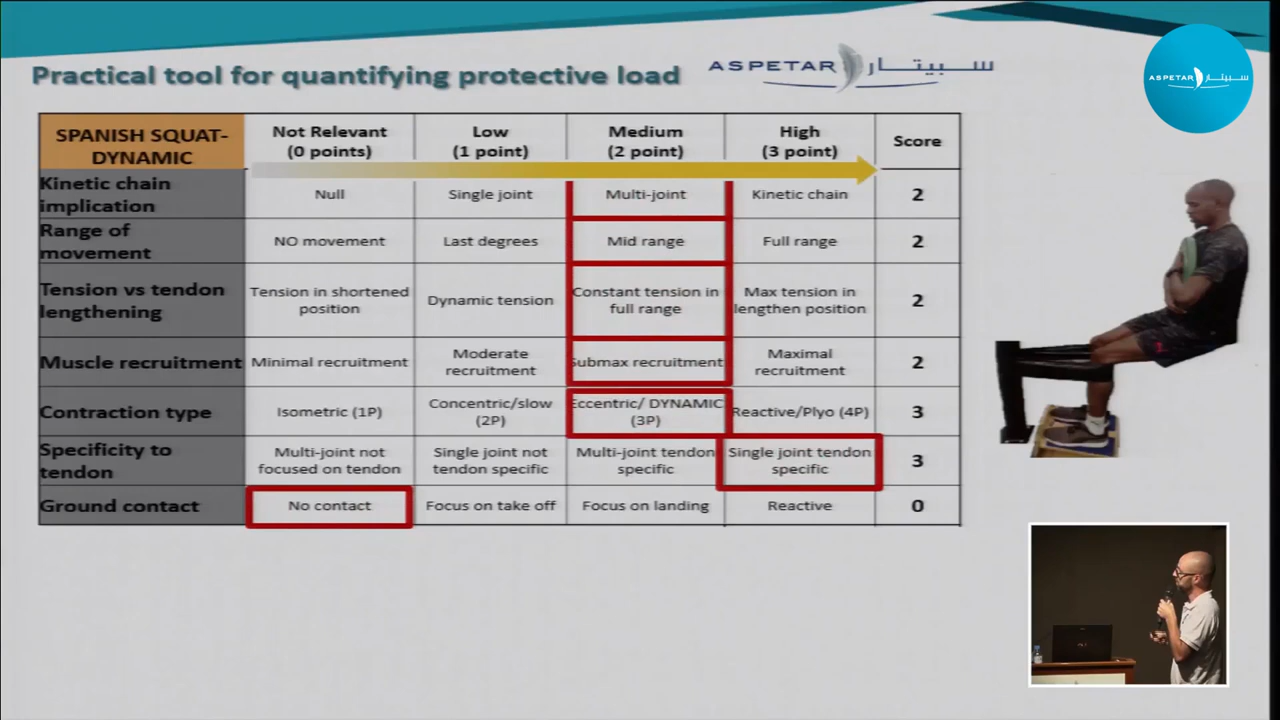 Practical tool for quantifying protective load
ASPETAR سبيتار
ASPETAR سبيتار
SPANISH SQUAT-
DYNAMIC
Not Relevant
(0 points)
Low
(1 point)
Medium
(2 point)
High
(3 point)
Score
Kinetic chain
implication
Null
Single joint
Multi-joint
Kinetic chain
2
Range of
movement
NO movement
Last degrees
Mid range
Full range
2
Tension vs tendon
lengthening
Tension in shortened
position
Dynamic tension
Constant tension in
full range
Max tension in
lengthen position
2
Muscle recruitment
Minimal recruitment
Moderate
recruitment
Submax recruitment
Maximal
recruitment
2
Contraction type
Isometric (1P)
Concentric/slow
(2P)
Eccentric/ DYNAMIC
(3P)
Reactive/Plyo (4P)
3
Specificity to
tendon
Multi-joint not
focused on tendon
Single joint not
tendon specific
Multi-joint tendon
specific
Single joint tendon
specific
3
Ground contact
No contact
Focus on take off
Focus on landing
Reactive
0